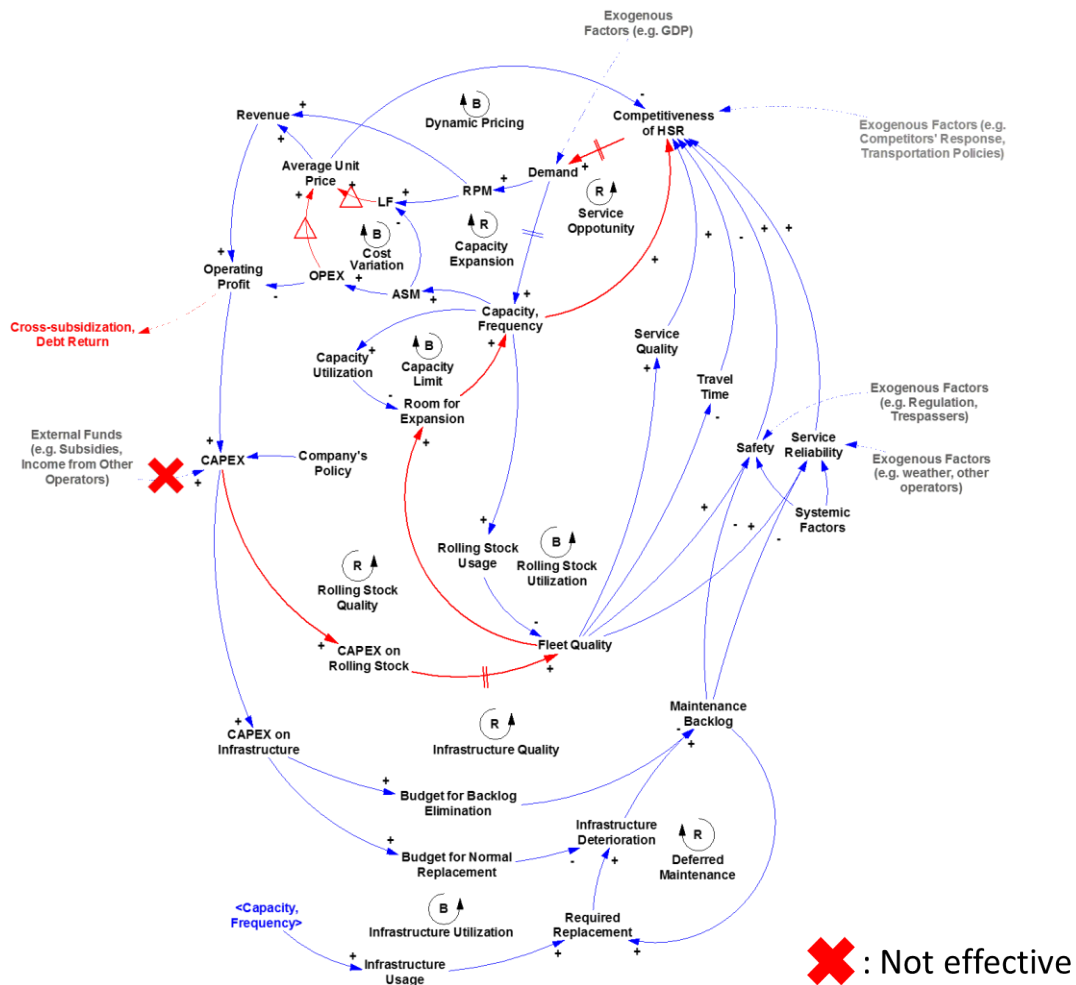 Exogenous
Factors (e.g. GDP)
Revenue
+
+
B
Dynamic Pricing
-
Competitiveness
of HSR
Exogenous Factors (e.g.
Competitors' Response,
Transportation Policies)
Average Unit
Price
+
+
LF
+
RPM
+
Demand
+
R
Service
Oppotunity
B
Cost
Variation
R
Capacity
Expansion
-
+
-
+
+
Operating
Profit
+
-
OPEX
+
ASM
+
Capacity,
Frequency
+
+
+
Cross-subsidization,
Debt Return
Capacity
Utilization
+
B
Capacity
Limit
Service
Quality
+
-
Room for
Expansion
+
Travel
Time
-
Exogenous Factors
(e.g. Regulation,
Trespassers)
External Funds
(e.g. Subsidies,
Income from Other
Operators)
+
+
CAPEX
Company's
Policy
Safety
Service
Reliability
Exogenous Factors
(e.g. weather, other
operators)
Systemic
Factors
+
-
+
-
+
Rolling Stock
Usage
B
Rolling Stock
Utilization
R
Rolling Stock
Quality
-
Fleet Quality
+
+
CAPEX on
Rolling Stock
R
Infrastructure Quality
Maintenance
Backlog
-
+
+
CAPEX on
Infrastructure
+
Budget for Backlog
Elimination
Infrastructure
Deterioration
-
+
R
Deferred
Maintenance
+
Budget for Normal
Replacement
<Capacity,
Frequency>
B
Infrastructure Utilization
Required
Replacement
+
+
+
Infrastructure
Usage
: Not effective